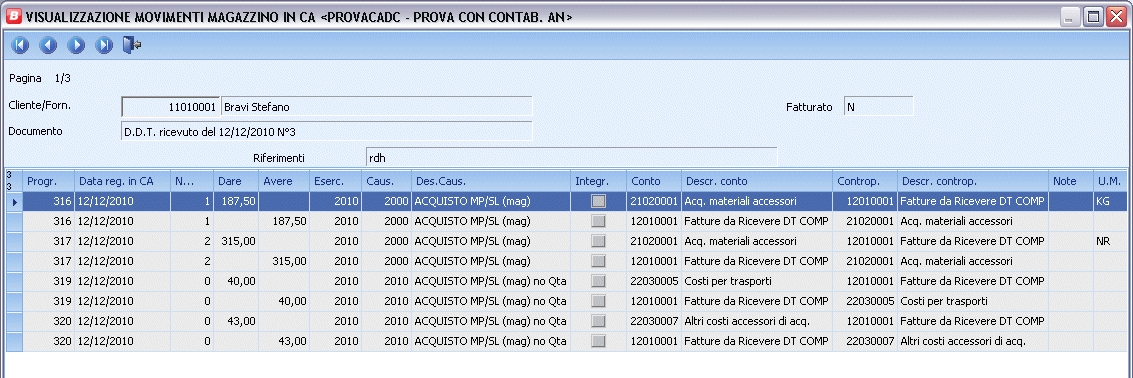 B VISUALIZZAZIONE MOVIMENTI MAGAZZINO IN CA <PROVACADC - PROVA CON CONTAB. AN>
Pagina 1/3
Cliente/Forn. 11010001 Bravi Stefano Fatturato N
Documento D.D.T. ricevuto del 12/12/2010 N°3
Riferimenti rdh
3 3 Progr. Data reg. in CA N... Dare Avere Eserc. Caus. Des.Caus. Integr. Conto Descr. conto Controp. Descr. controp. Note U.M.
316 12/12/2010 1 187,50 2010 2000 ACQUISTO MP/SL (mag) 21020001 Acq. materiali accessori 12010001 Fatture da Ricevere DT COMP KG
316 12/12/2010 1 187,50 2010 2000 ACQUISTO MP/SL (mag) 12010001 Fatture da Ricevere DT COMP 21020001 Acq. materiali accessori
317 12/12/2010 2 315,00 2010 2000 ACQUISTO MP/SL (mag) 21020001 Acq. materiali accessori 12010001 Fatture da Ricevere DT COMP NR
317 12/12/2010 2 315,00 2010 2000 ACQUISTO MP/SL (mag) 12010001 Fatture da Ricevere DT COMP 21020001 Acq. materiali accessori
319 12/12/2010 0 40,00 2010 2010 ACQUISTO MP/SL (mag) no Qta 22030005 Costi per trasporti 12010001 Fatture da Ricevere DT COMP
319 12/12/2010 0 40,00 2010 2010 ACQUISTO MP/SL (mag) no Qta 12010001 Fatture da Ricevere DT COMP 22030005 Costi per trasporti
320 12/12/2010 0 43,00 2010 2010 ACQUISTO MP/SL (mag) no Qta 22030007 Altri costi accessori di acq. 12010001 Fatture da Ricevere DT COMP
320 12/12/2010 0 43,00 2010 2010 ACQUISTO MP/SL (mag) no Qta 12010001 Fatture da Ricevere DT COMP 22030007 Altri costi accessori di acq.